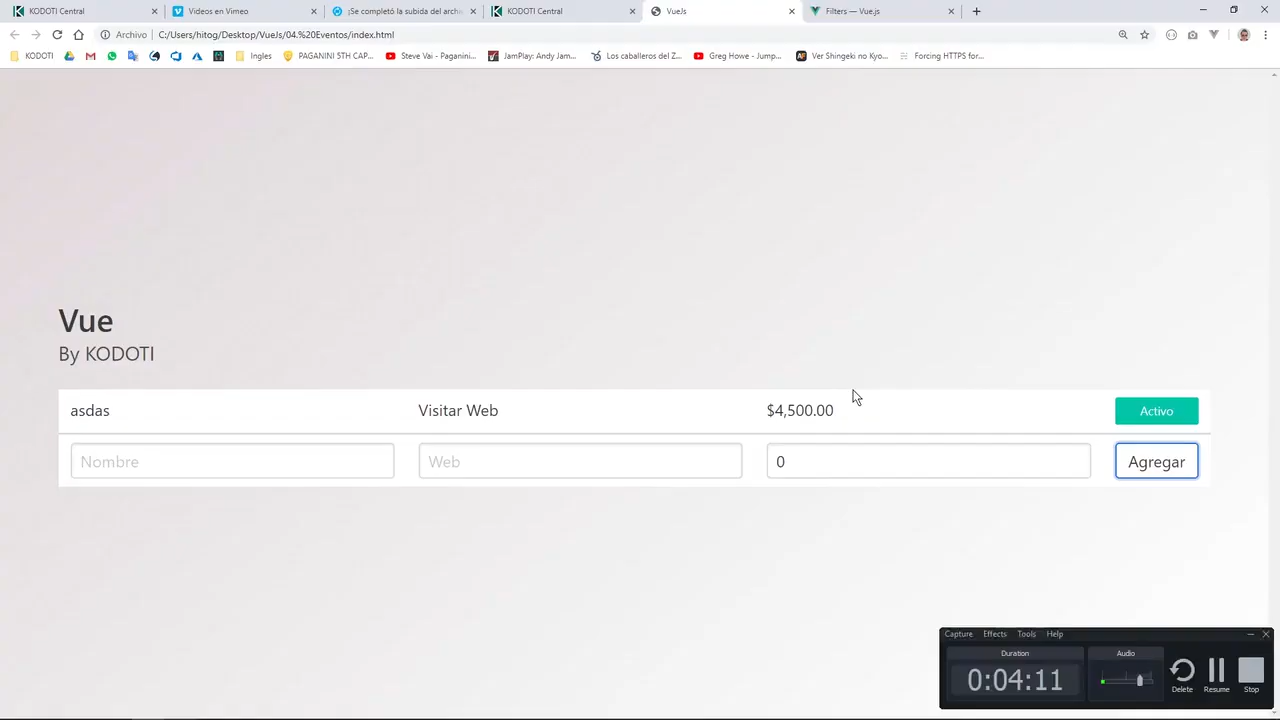 KODOTI Central
Vídeos en Vimeo
¡Se completó la subida del archiv
KODOTI Central
VueJs
Filters — Vue.js
Archivo C:/Users/hitog/Desktop/VueJs/04.%20Eventos/index.html
KODOTI
Ingles
PAGANINI 5TH CAP...
Steve Vai - Paganini...
JamPlay: Andy Jam...
Los caballeros del Z...
Greg Howe - Jump...
Ver Shingeki no Kyo...
Forcing HTTPS for...
Vue
By KODOTI
asdas Visitar Web $4,500.00 Activo
Nombre Web 0 Agregar
Capture Effects Tools Help
Duration Audio
0:04:11
Delete Resume Stop